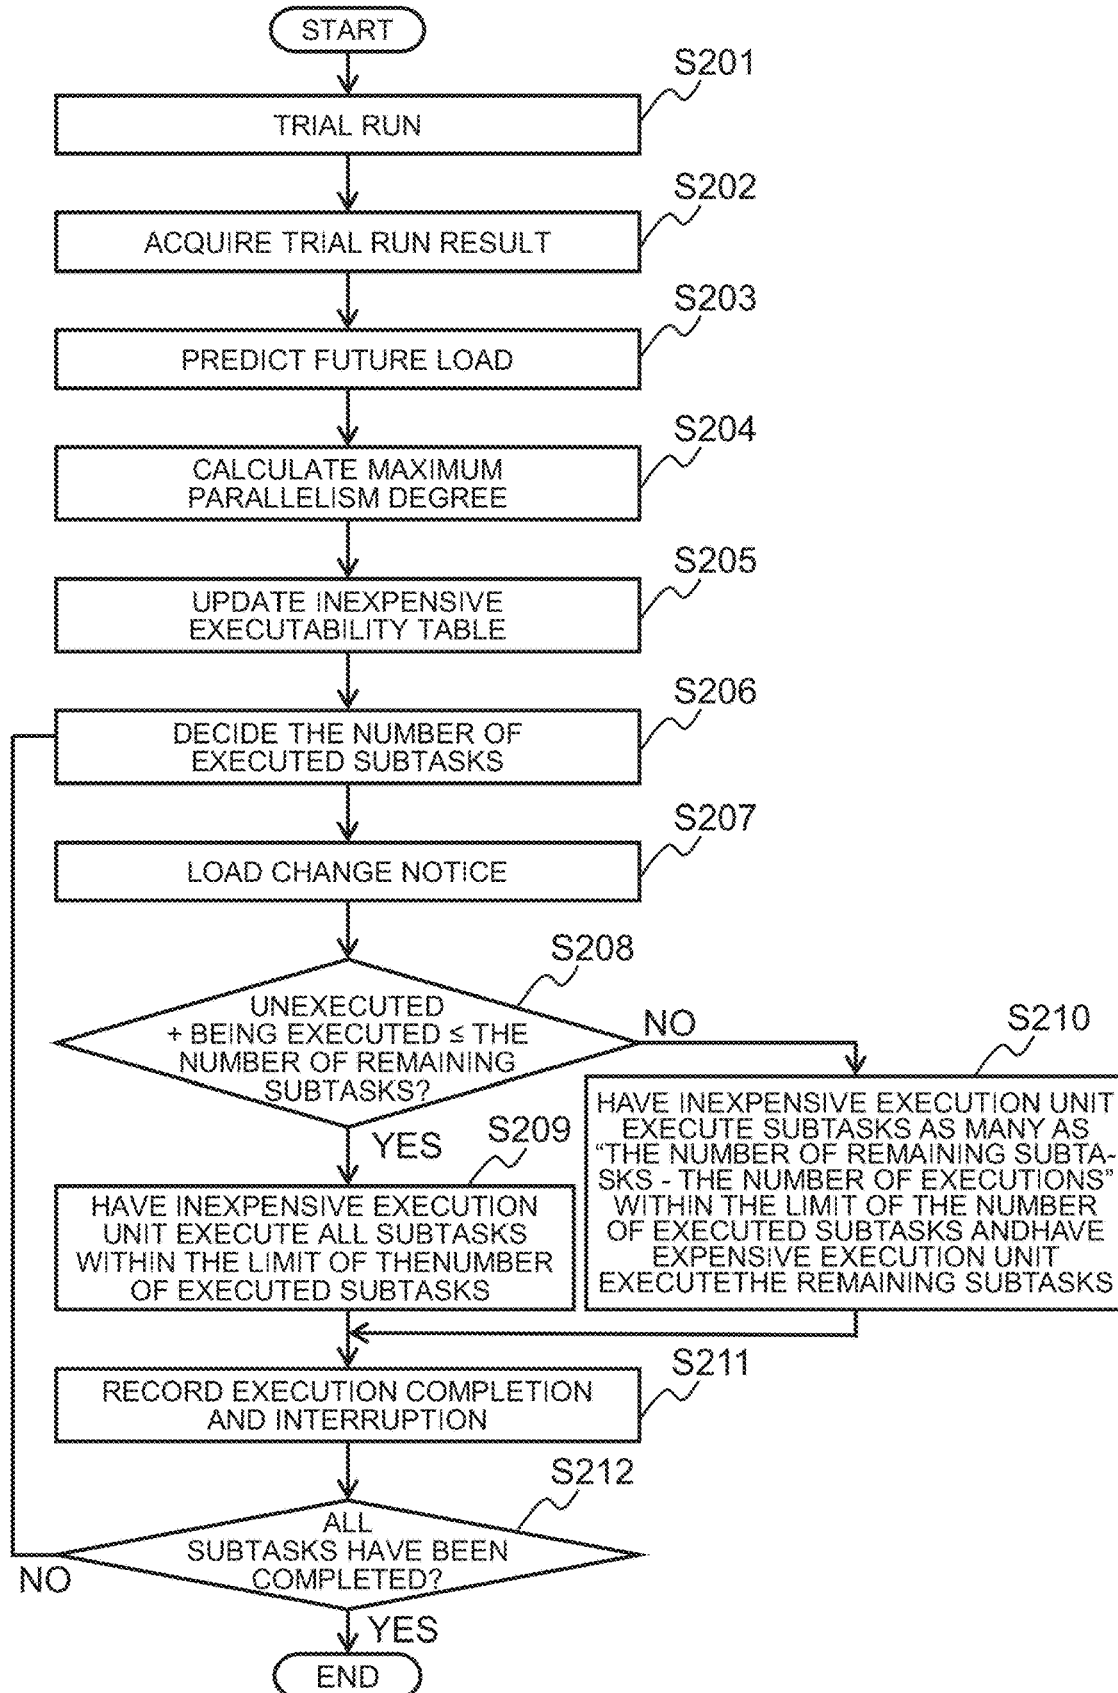 START
S201
TRIAL RUN
S202
ACQUIRE TRIAL RUN RESULT
S203
PREDICT FUTURE LOAD
S204
CALCULATE MAXIMUM
PARALLELISM DEGREE
S205
UPDATE INEXPENSIVE
EXECUTABILITY TABLE
S206
DECIDE THE NUMBER OF
EXECUTED SUBTASKS
S207
LOAD CHANGE NOTICE
S208
UNEXECUTED
+ BEING EXECUTED ≤ THE
NUMBER OF REMAINING
SUBTASKS?
NO
YES
S209
HAVE INEXPENSIVE EXECUTION
UNIT EXECUTE ALL SUBTASKS
WITHIN THE LIMIT OF THENUMBER
OF EXECUTED SUBTASKS
S210
HAVE INEXPENSIVE EXECUTION UNIT
EXECUTE SUBTASKS AS MANY AS
“THE NUMBER OF REMAINING SUBTA-
SKS - THE NUMBER OF EXECUTIONS”
WITHIN THE LIMIT OF THE NUMBER
OF EXECUTED SUBTASKS ANDHAVE
EXPENSIVE EXECUTION UNIT
EXECUTETHE REMAINING SUBTASKS
S211
RECORD EXECUTION COMPLETION
AND INTERRUPTION
S212
ALL
SUBTASKS HAVE BEEN
COMPLETED?
NO
YES
END